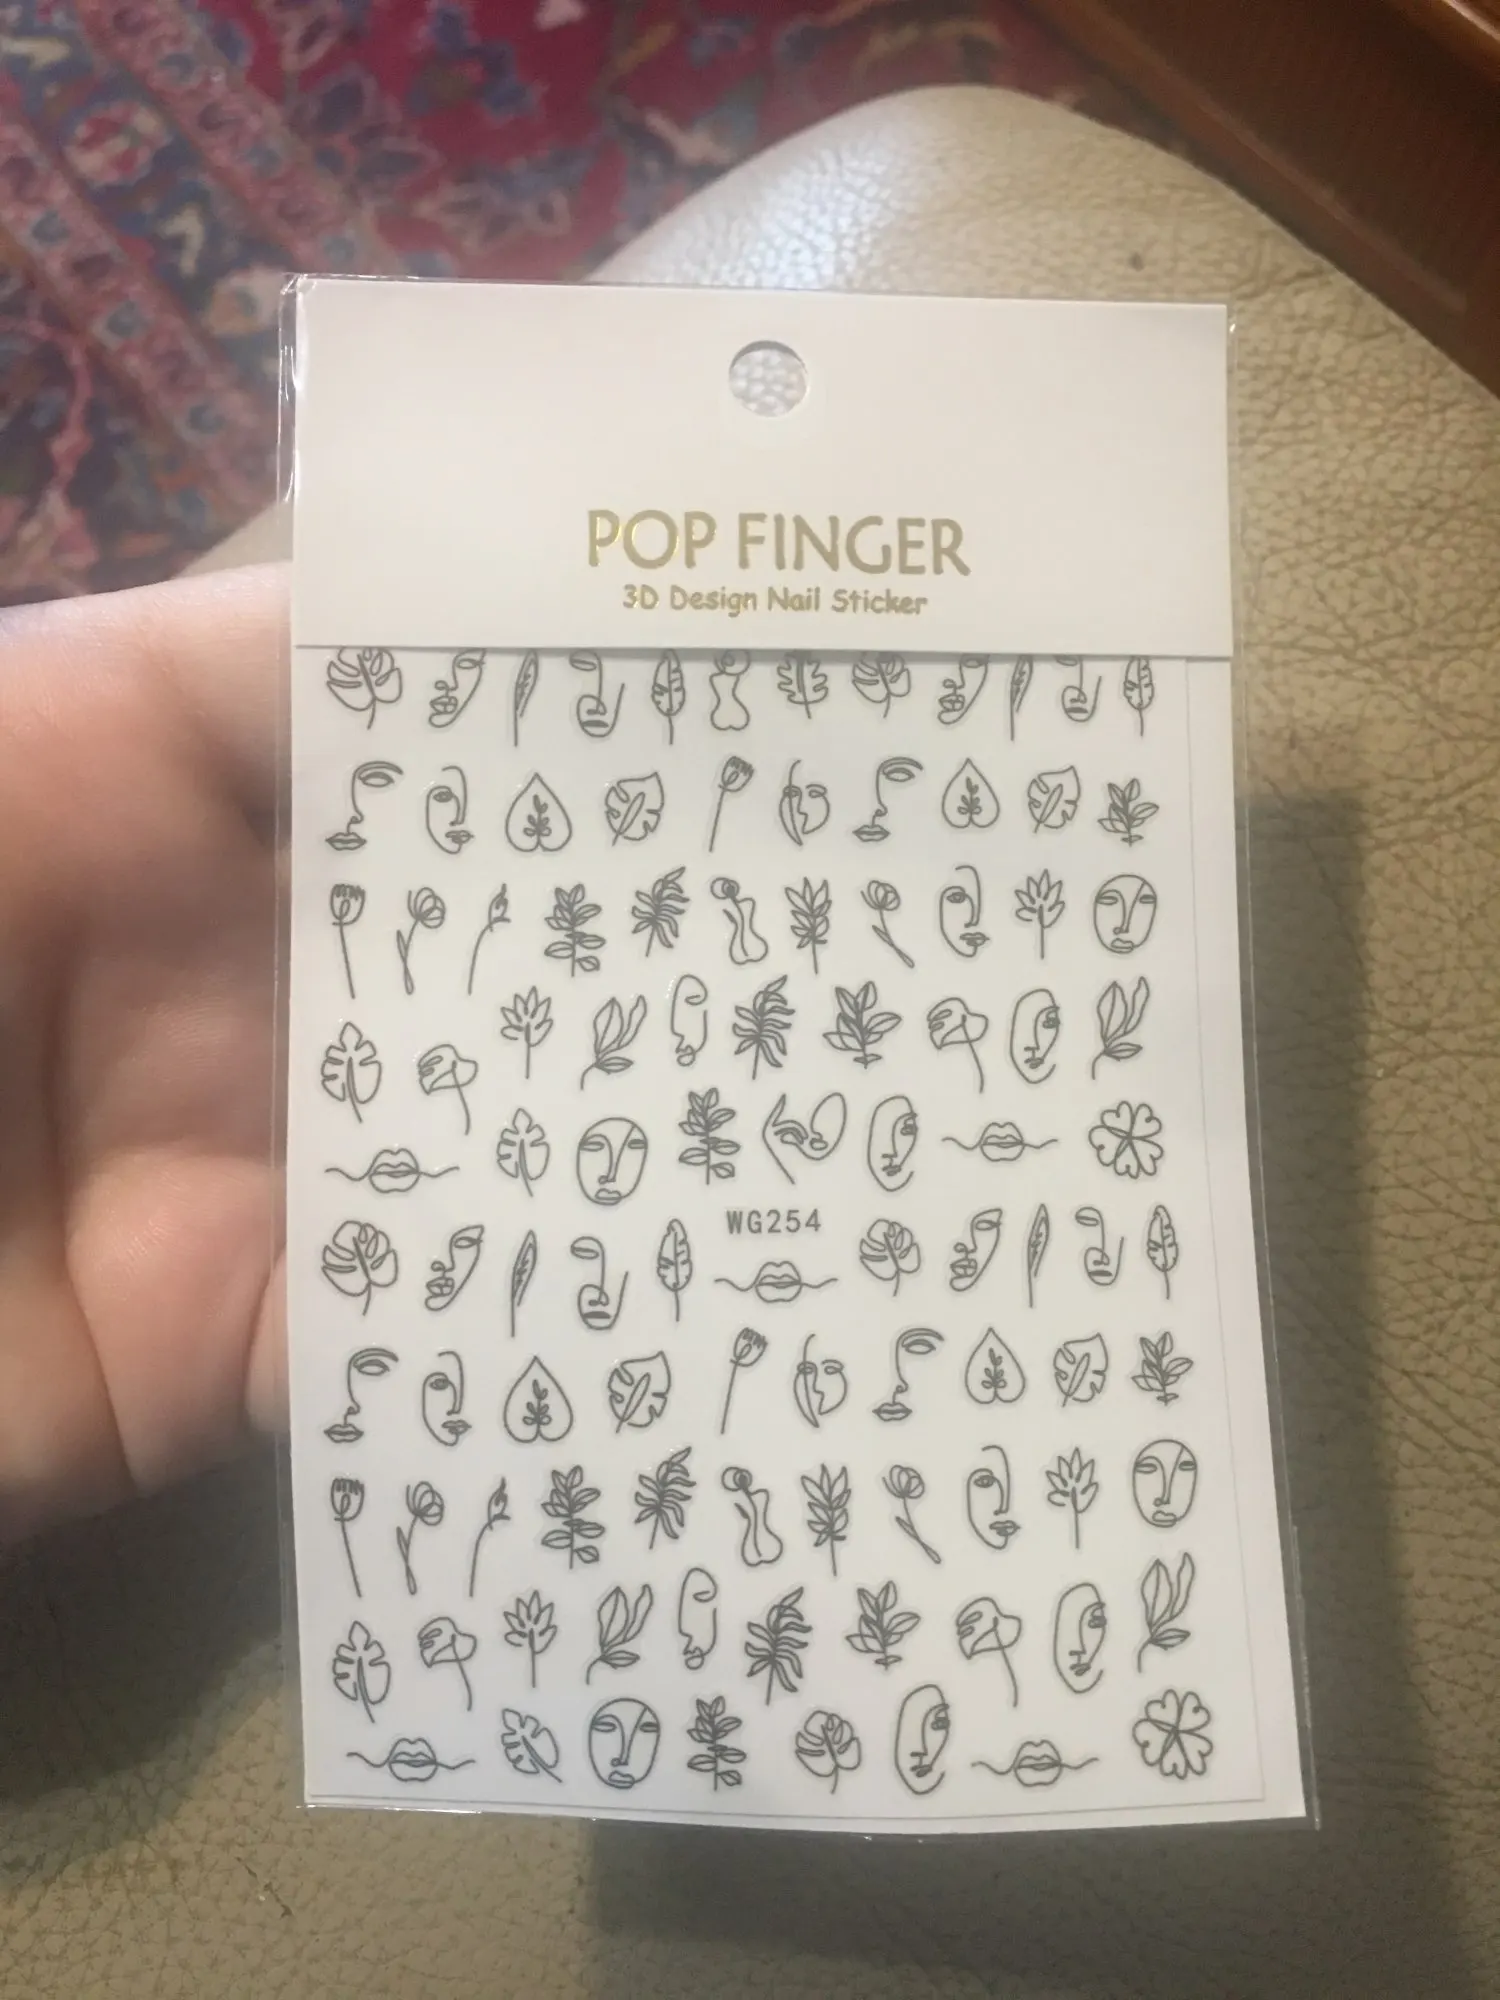 POP FINGER
3D Design Nail Sticker
WG254